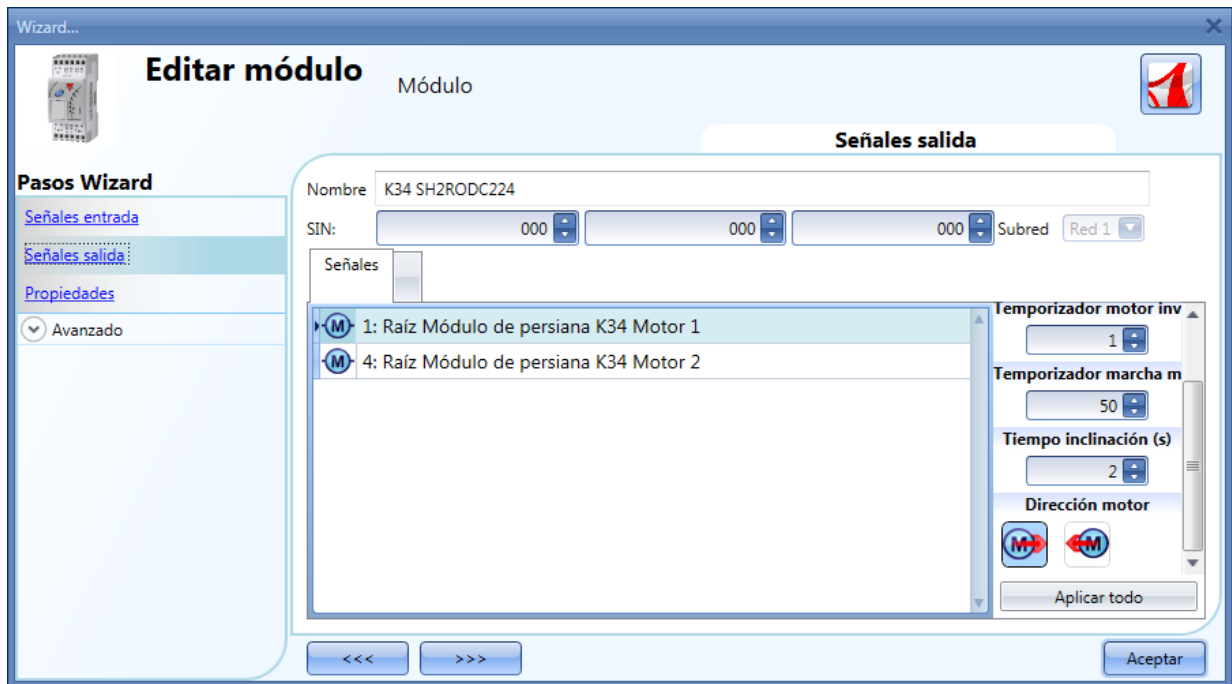 Wizard...
Editar módulo
Módulo
Señales salida
Pasos Wizard
Señales entrada
Señales salida
Propiedades
Avanzado
Nombre K34 SH2RODC224
SIN: 000 000 000 Subred Red 1
Señales
1: Raíz Módulo de persiana K34 Motor 1
4: Raíz Módulo de persiana K34 Motor 2
Temporizador motor inv
1
Temporizador marcha m
50
Tiempo inclinación (s)
2
Dirección motor
M M
Aplicar todo
<<< >>> Aceptar